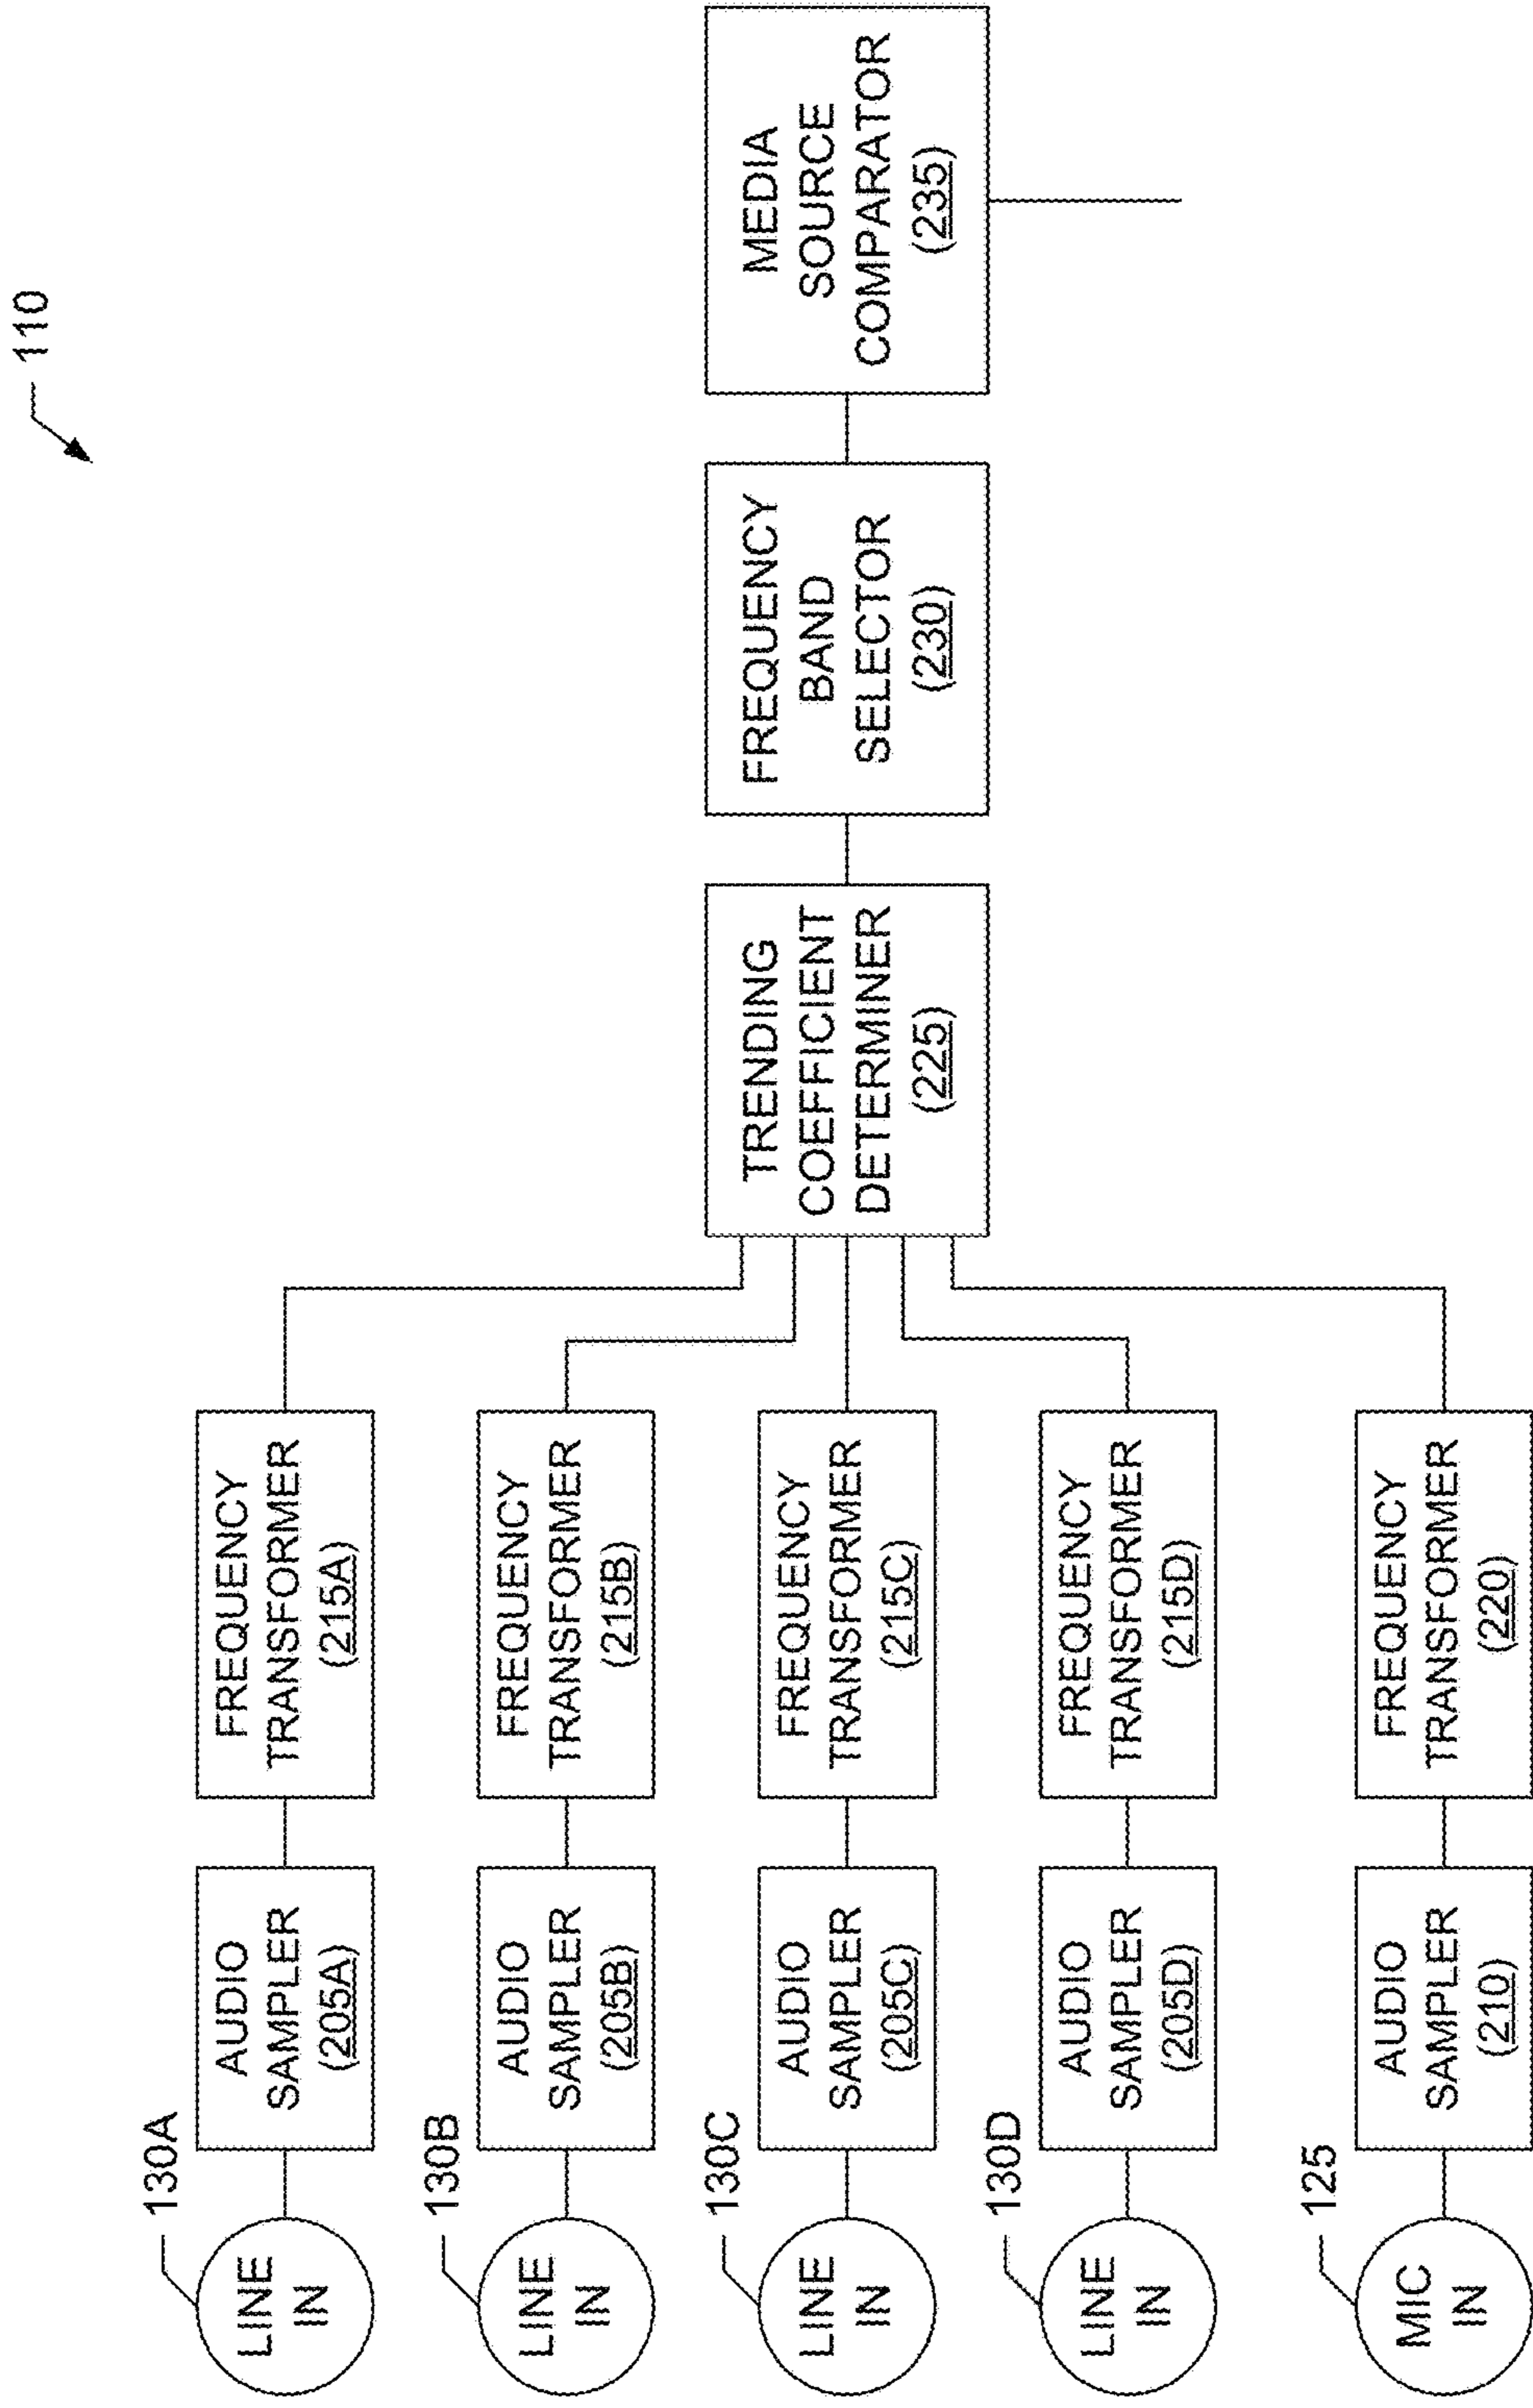 110
130A
LINE
IN
AUDIO
SAMPLER
(205A)
FREQUENCY
TRANSFORMER
(215A)
130B
LINE
IN
AUDIO
SAMPLER
(205B)
FREQUENCY
TRANSFORMER
(215B)
130C
LINE
IN
AUDIO
SAMPLER
(205C)
FREQUENCY
TRANSFORMER
(215C)
130D
LINE
IN
AUDIO
SAMPLER
(205D)
FREQUENCY
TRANSFORMER
(215D)
125
MIC
IN
AUDIO
SAMPLER
(210)
FREQUENCY
TRANSFORMER
(220)
TRENDING
COEFFICIENT
DETERMINER
(225)
FREQUENCY
BAND
SELECTOR
(230)
MEDIA
SOURCE
COMPARATOR
(235)